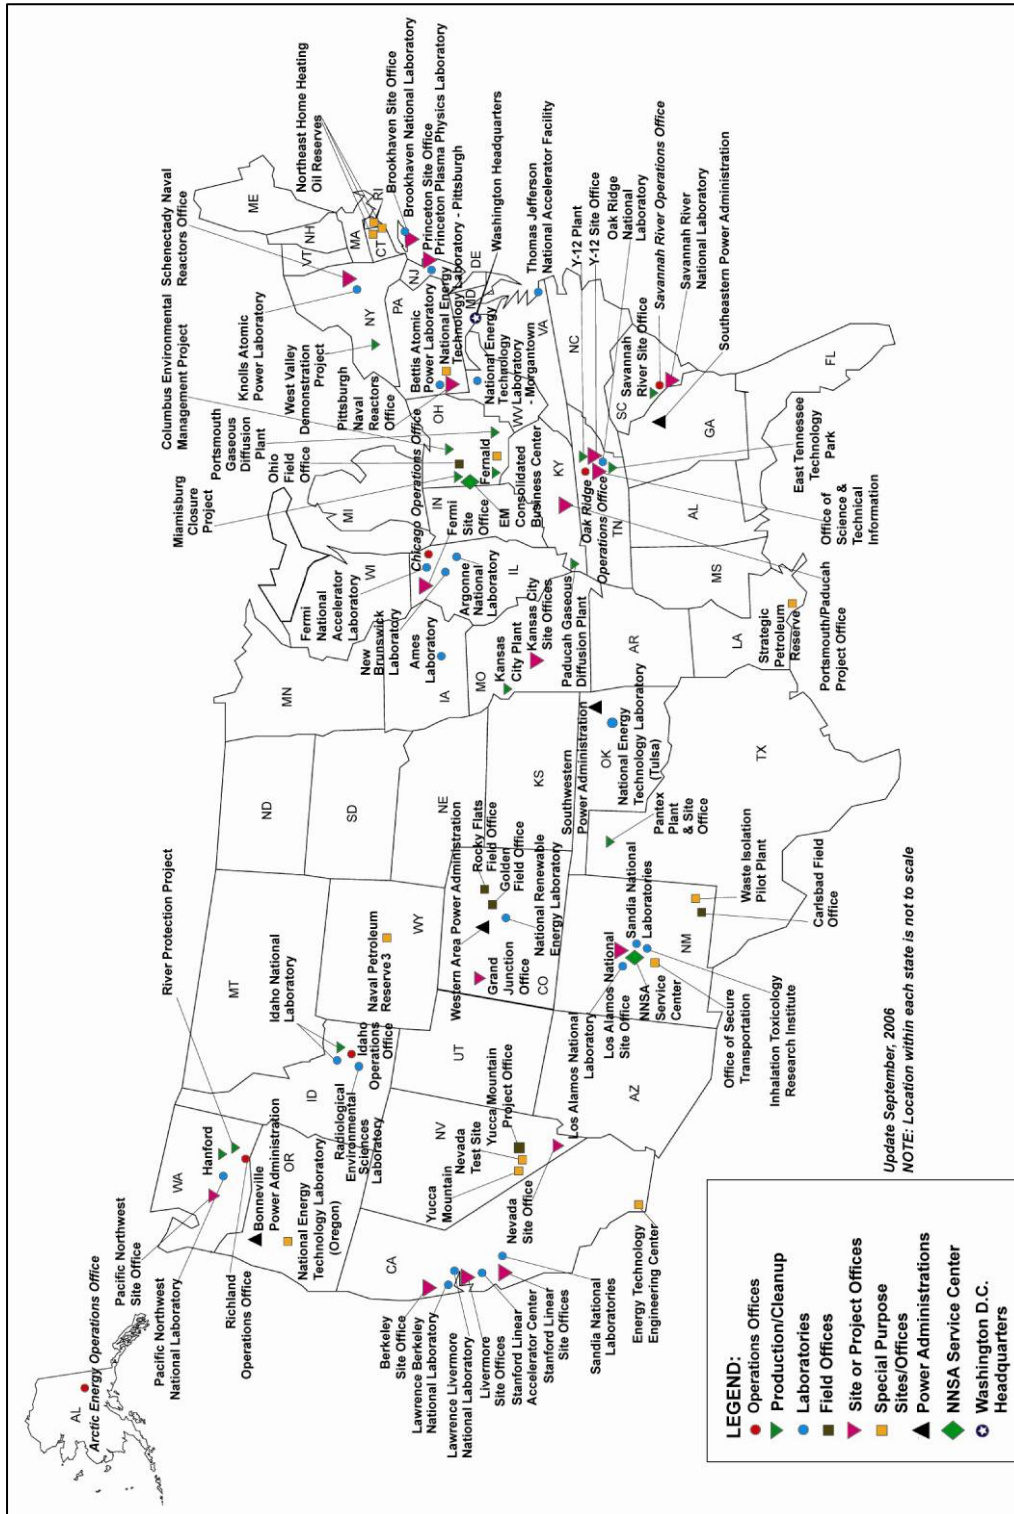 AL
Arctic Energy Operations Office
Pacific Northwest
Site Office
Pacific Northwest
National Laboratory
Richland
Operations Office
River Protection Project
WA
Hanford
Bonneville
Power Administration
OR
National Energy
Technology Laboratory
(Oregon)
Idaho National
Laboratory
ID
Idaho
Operations
Office
Radiological
Environmental
Sciences
Laboratory
MT
ND
SD
WY
Naval Petroleum
Reserve3
NE
KS
MN
WI
MI
IA
MO
IL
IN
OH
Western Area Power Administration
Rocky Flats
Field Office
Golden
Field Office
National Renewable
Energy Laboratory
Grand
Junction
Office
CO
UT
NV
Yucca Mountain
Project Office
Nevada
Test Site
Yucca
Mountain
Nevada
Site Office
CA
Berkeley
Site Office
Lawrence Berkeley
National Laboratory
Lawrence Livermore
National Laboratory
Livermore
Site Offices
Stanford Linear
Accelerator Center
Stanford Linear
Site Offices
Sandia National
Laboratories
Energy Technology
Engineering Center
AZ
NM
Los Alamos National
Laboratory
Los Alamos National
Site Office
Sandia National
Laboratories
NNSA
Service
Center
Office of Secure
Transportation
Inhalation Toxicology
Research Institute
Waste Isolation
Pilot Plant
Carlsbad Field
Office
Pantex
Plant
& Site
Office
TX
OK
Southwestern
Power Administration
National Energy
Technology Laboratory
(Tulsa)
AR
LA
MS
AL
GA
FL
SC
NC
TN
KY
VA
WV
Strategic
Petroleum
Reserve
Kansas
City Plant
Kansas City
Site Offices
Paducah Gaseous
Diffusion Plant
Portsmouth/Paducah
Project Office
Ames
Laboratory
New
Brunswick
Laboratory
Fermi
National
Accelerator
Laboratory
Argonne
National
Laboratory
Chicago Operations Office
Fermi
Site
Office
Miamisburg
Closure
Project
Ohio
Field
Office
Portsmouth
Gaseous
Diffusion
Plant
Columbus Environmental
Management Project
Fernald
EM
Consolidated
Business Center
Pittsburgh
Naval
Reactors
Office
West Valley
Demonstration
Project
Knolls Atomic
Power Laboratory
Schenectady Naval
Reactors Office
Northeast Home Heating
Oil Reserves
ME
NH
VT
MA
RI
CT
NY
PA
NJ
DE
MD
Brookhaven Site Office
Brookhaven National Laboratory
Princeton Site Office
Princeton Plasma Physics Laboratory
Bettis Atomic
Power Laboratory
National Energy
Technology Laboratory - Pittsburgh
Washington Headquarters
National Energy
Technology
Laboratory
- Morgantown
Thomas Jefferson
National Accelerator Facility
Y-12 Plant
Y-12 Site Office
Oak Ridge
National
Laboratory
Oak Ridge
Operations Office
Savannah
River Site Office
Savannah River Operations Office
Savannah River
National Laboratory
Southeastern Power Administration
East Tennessee
Technology
Park
Office of
Science &
Technical
Information
Update September, 2006
NOTE: Location within each state is not to scale
LEGEND:
Operations Offices
Production/Cleanup
Laboratories
Field Offices
Site or Project Offices
Special Purpose
Sites/Offices
Power Administrations
NNSA Service Center
Washington D.C.
Headquarters